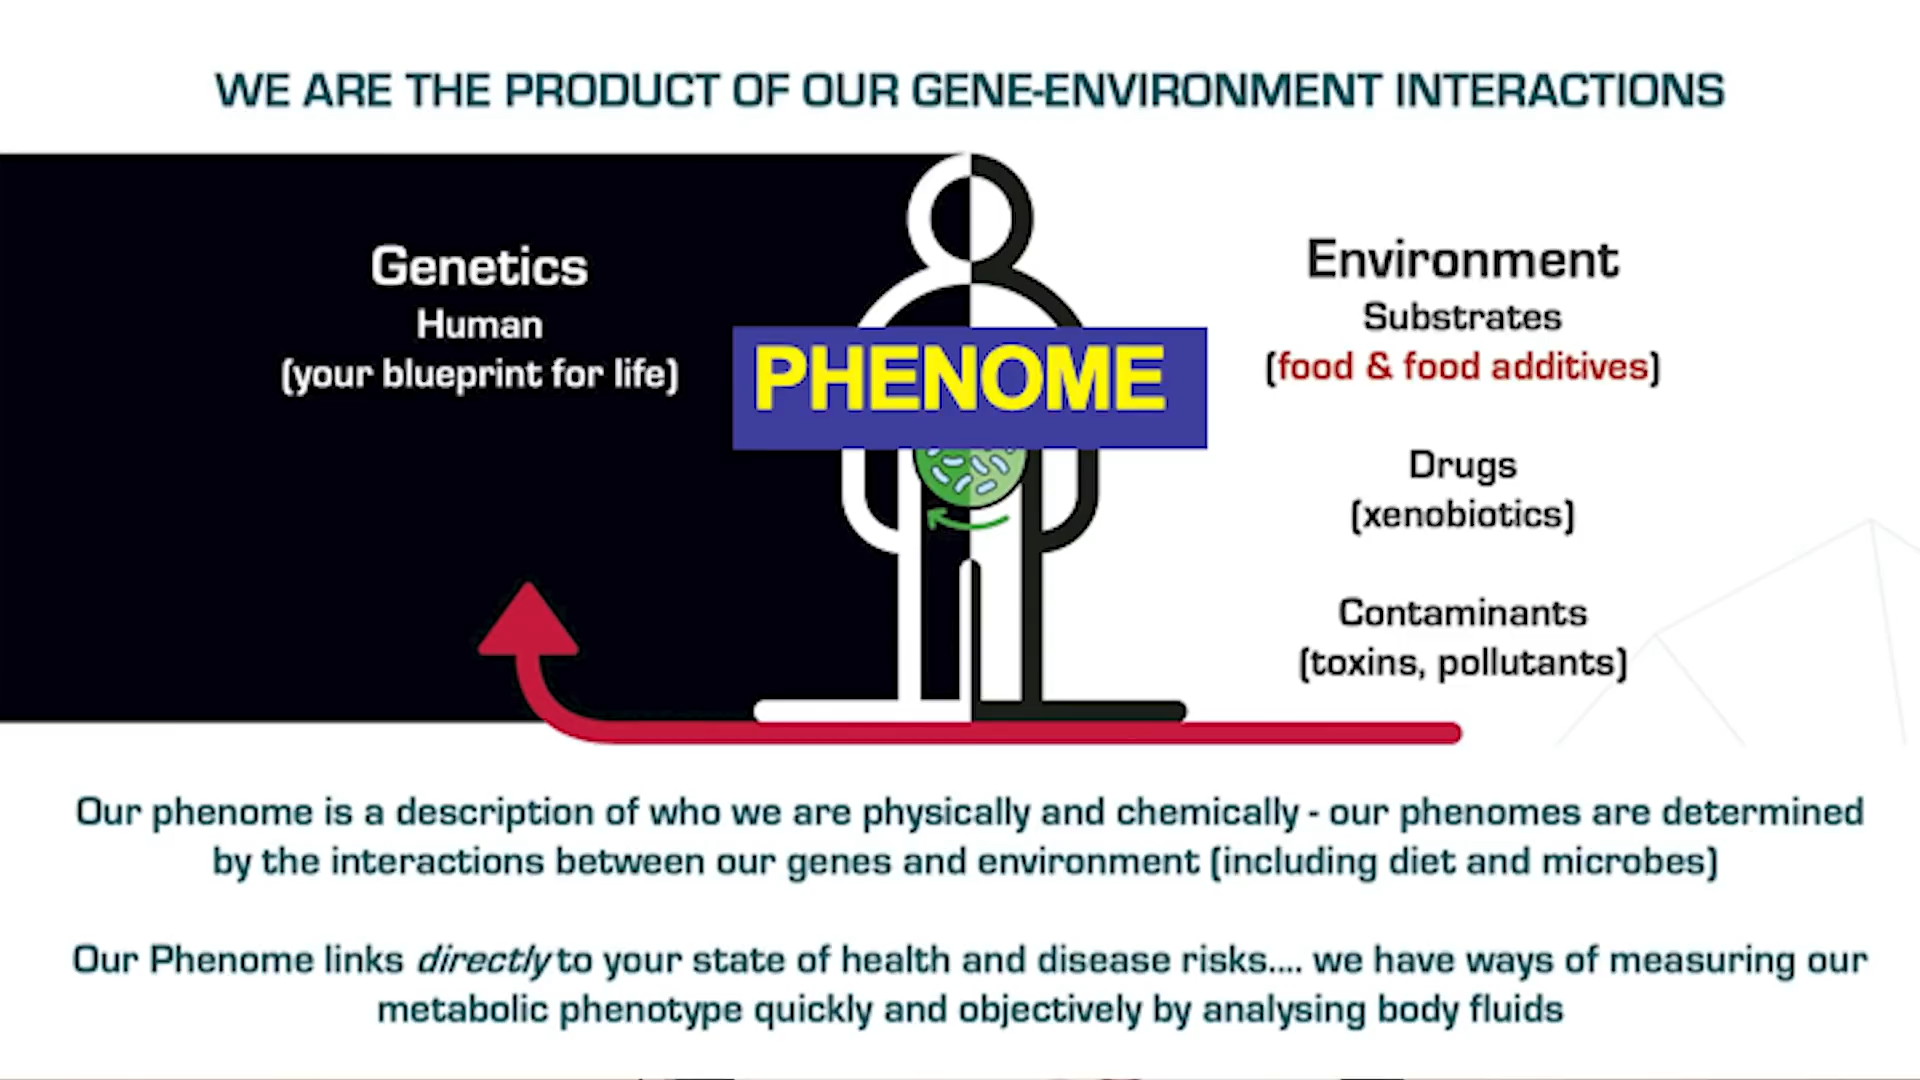 WE ARE THE PRODUCT OF OUR GENE-ENVIRONMENT INTERACTIONS
Genetics
Human
(your blueprint for life)
PHENOME
Environment
Substrates
(food & food additives)
Drugs
(xenobiotics)
Contaminants
(toxins, pollutants)
Our phenome is a description of who we are physically and chemically - our phenomes are determined
by the interactions between our genes and environment (including diet and microbes)
Our Phenome links directly to your state of health and disease risks.... we have ways of measuring our
metabolic phenotype quickly and objectively by analysing body fluids